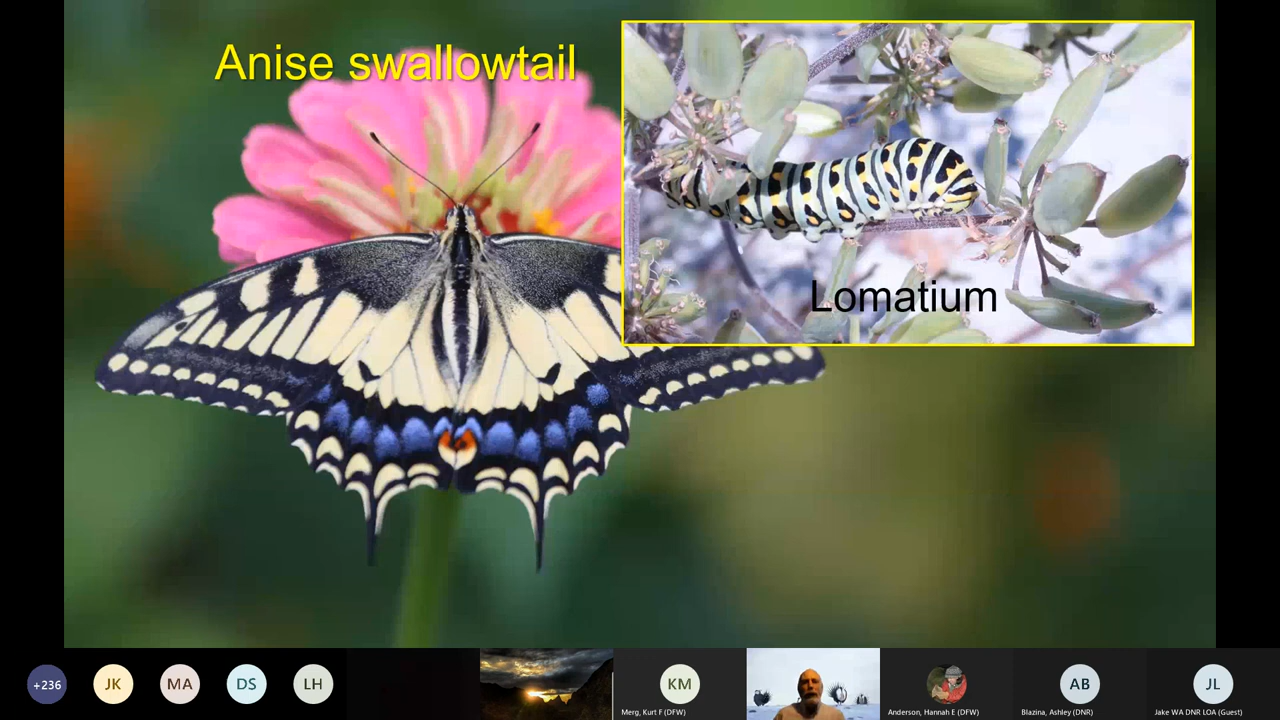 Anise swallowtail
Lomatium
+236
JK
MA
DS
LH
KM
Merg, Kurt F (DFW)
Anderson, Hannah E (DFW)
AB
Blazina, Ashley (DNR)
JL
Jake WA DNR LOA (Guest)